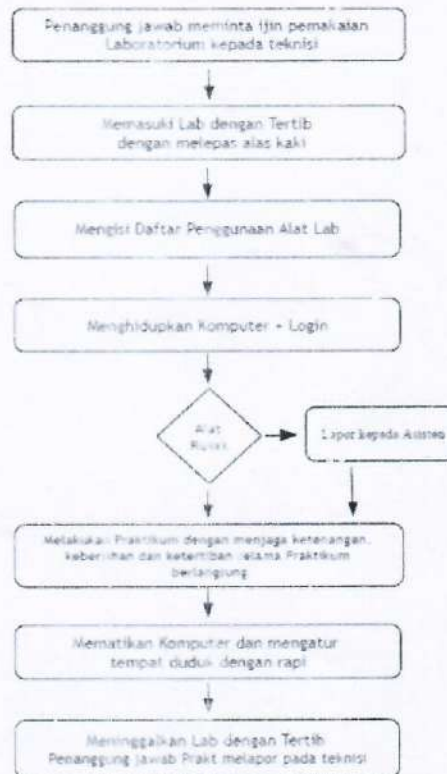 Penanggung jawab meminta ijin pemakaian
Laboratorium kepada teknisi
Memasuki Lab dengan Tertib
dengan melepas alas kaki
Mengisi Daftar Penggunaan Alat Lab
Menghidupkan Komputer + Login
Alat
Rusak
Lapor kepada Asisten
Melakukan Praktikum dengan menjaga ketenangan,
kebersihan dan ketertiban selama Praktikum
berlangsung
Mematikan Komputer dan mengatur
tempat duduk dengan rapi
Meninggalkan Lab dengan Tertib
Penanggung jawab Prakt melapor pada teknisi